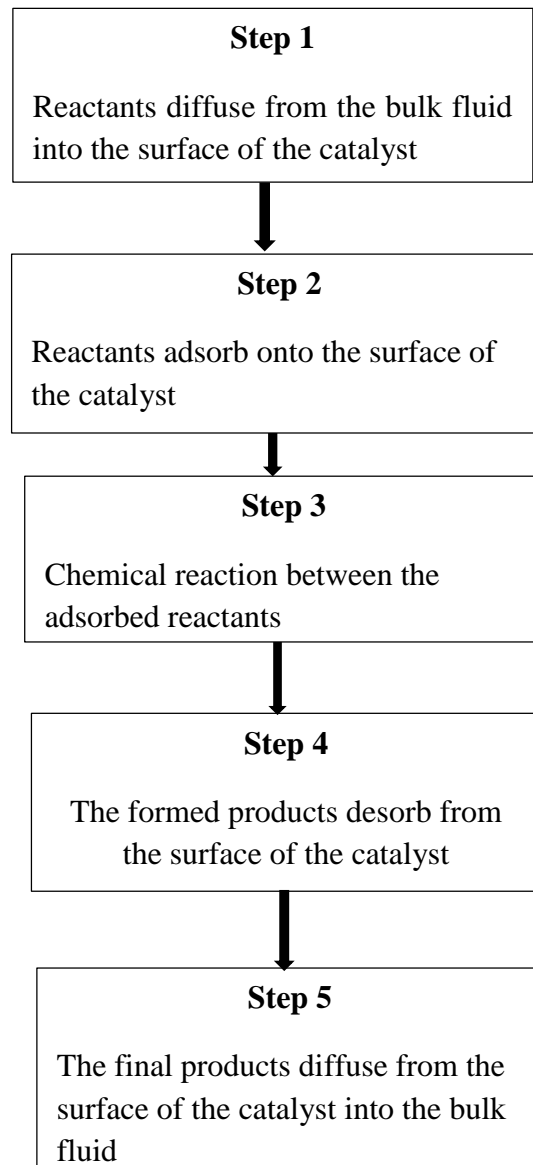 Step 1
Reactants diffuse from the bulk fluid
into the surface of the catalyst
Step 2
Reactants adsorb onto the surface of
the catalyst
Step 3
Chemical reaction between the
adsorbed reactants
Step 4
The formed products desorb from
the surface of the catalyst
Step 5
The final products diffuse from the
surface of the catalyst into the bulk
fluid